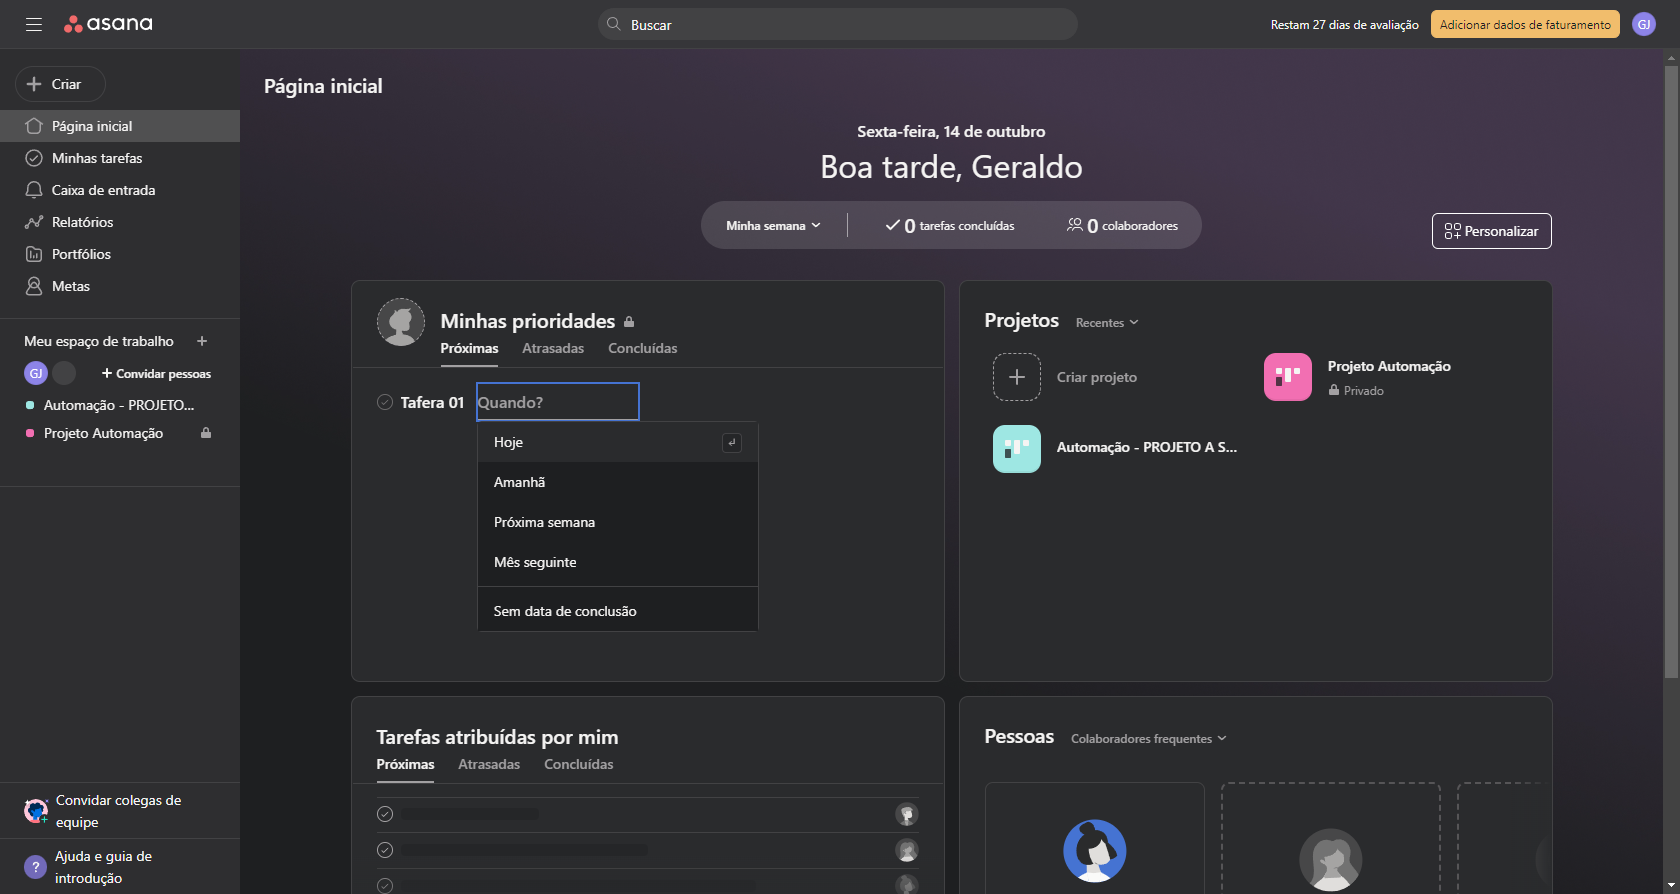 asana
Buscar
Restam 27 dias de avaliação
Adicionar dados de faturamento
GJ
Criar
Página inicial
Minhas tarefas
Caixa de entrada
Relatórios
Portfólios
Metas
Meu espaço de trabalho
GJ
+ Convidar pessoas
Automação - PROJETO...
Projeto Automação
Convidar colegas de
equipe
?
Ajuda e guia de
introdução
Página inicial
Sexta-feira, 14 de outubro
Boa tarde, Geraldo
Minha semana
0 tarefas concluídas
0 colaboradores
Personalizar
Minhas prioridades
Próximas
Atrasadas
Concluídas
Tafera 01
Quando?
Hoje
Amanhã
Próxima semana
Mês seguinte
Sem data de conclusão
Projetos
Recentes
Criar projeto
Projeto Automação
Privado
Automação - PROJETO A S...
Tarefas atribuídas por mim
Próximas
Atrasadas
Concluídas
Pessoas
Colaboradores frequentes